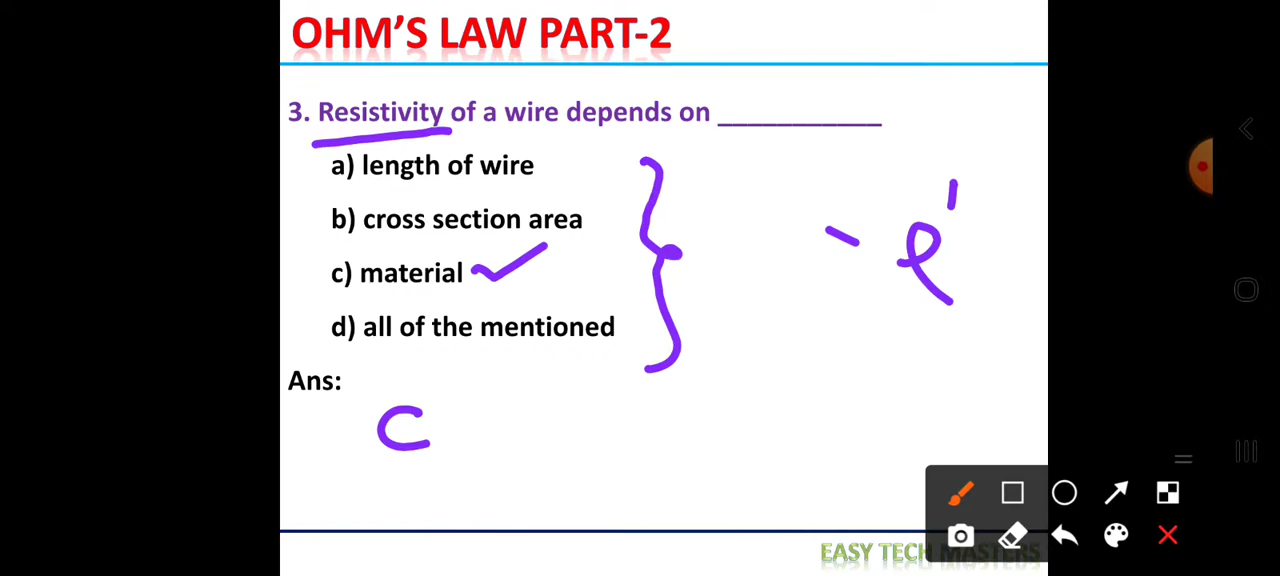 OHM'S LAW PART-2
3. Resistivity of a wire depends on ___________
a) length of wire
b) cross section area
c) material
d) all of the mentioned
Ans:
C
EASY TECH MASTERS